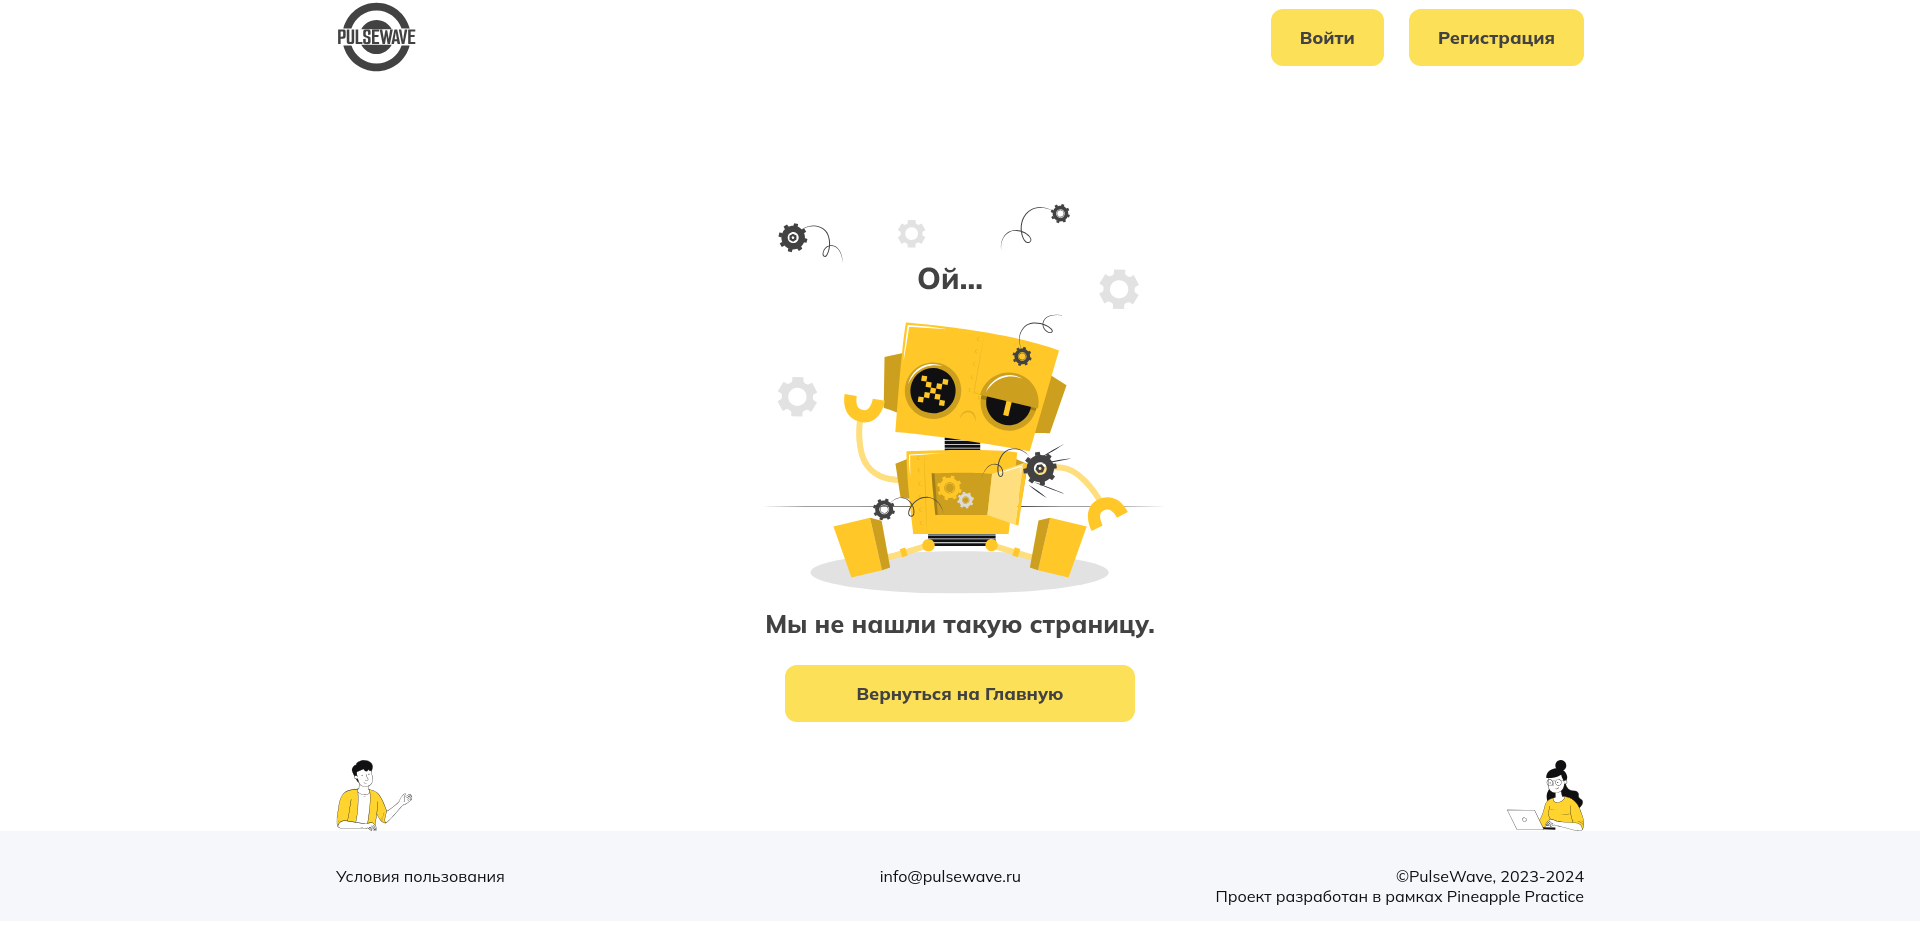 PULSEWAVE
Войти
Регистрация
Ой...
Мы не нашли такую страницу.
Вернуться на Главную
Условия пользования
info@pulsewave.ru
©PulseWave, 2023-2024
Проект разработан в рамках Pineapple Practice